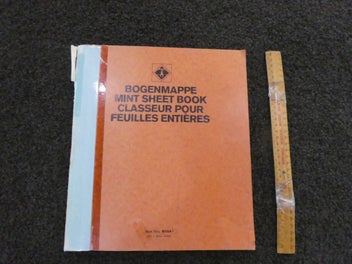 BOGENMAPPE
MINT SHEET BOOK
CLASSEUR POUR
FEUILLES ENTIÈRES